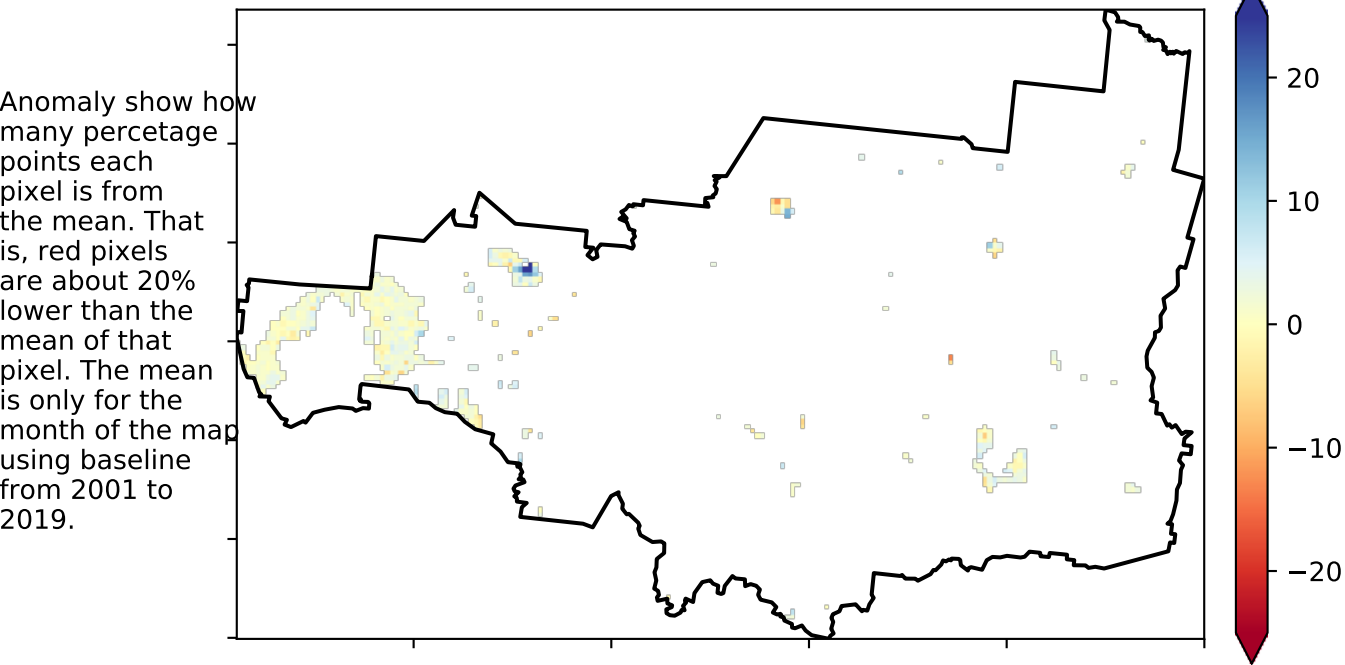 Anomaly show how
many percetage
points each
pixel is from
the mean. That
is, red pixels
are about 20%
lower than the
mean of that
pixel. The mean
is only for the
month of the map
using baseline
from 2001 to
2019.
20
10
0
−10
−20